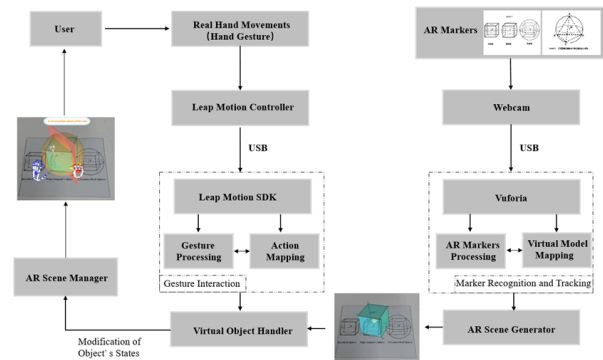 User
Real Hand Movements
(Hand Gesture)
AR Markers
Leap Motion Controller
Webcam
USB
USB
Leap Motion SDK
Vuforia
Gesture
Processing
Action
Mapping
AR Markers
Processing
Virtual Model
Mapping
Gesture Interaction
Marker Recognition and Tracking
AR Scene Manager
Virtual Object Handler
AR Scene Generator
Modification of
Object' s States